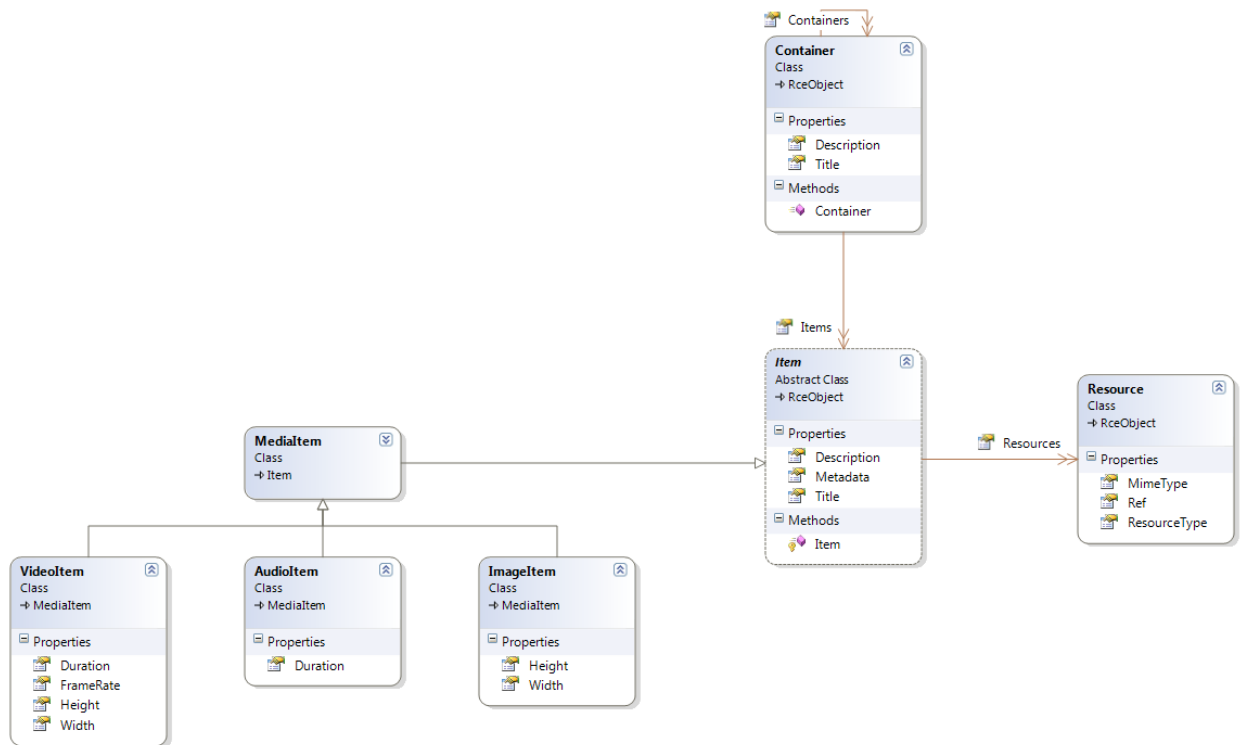 Containers
Container
Class
RceObject
Properties
Description
Title
Methods
Container
Items
Item
Abstract Class
RceObject
Properties
Description
Metadata
Title
Methods
Item
Resources
Resource
Class
RceObject
Properties
MimeType
Ref
ResourceType
MediaItem
Class
Item
VideoItem
Class
MediaItem
Properties
Duration
FrameRate
Height
Width
AudioItem
Class
MediaItem
Properties
Duration
ImageItem
Class
MediaItem
Properties
Height
Width